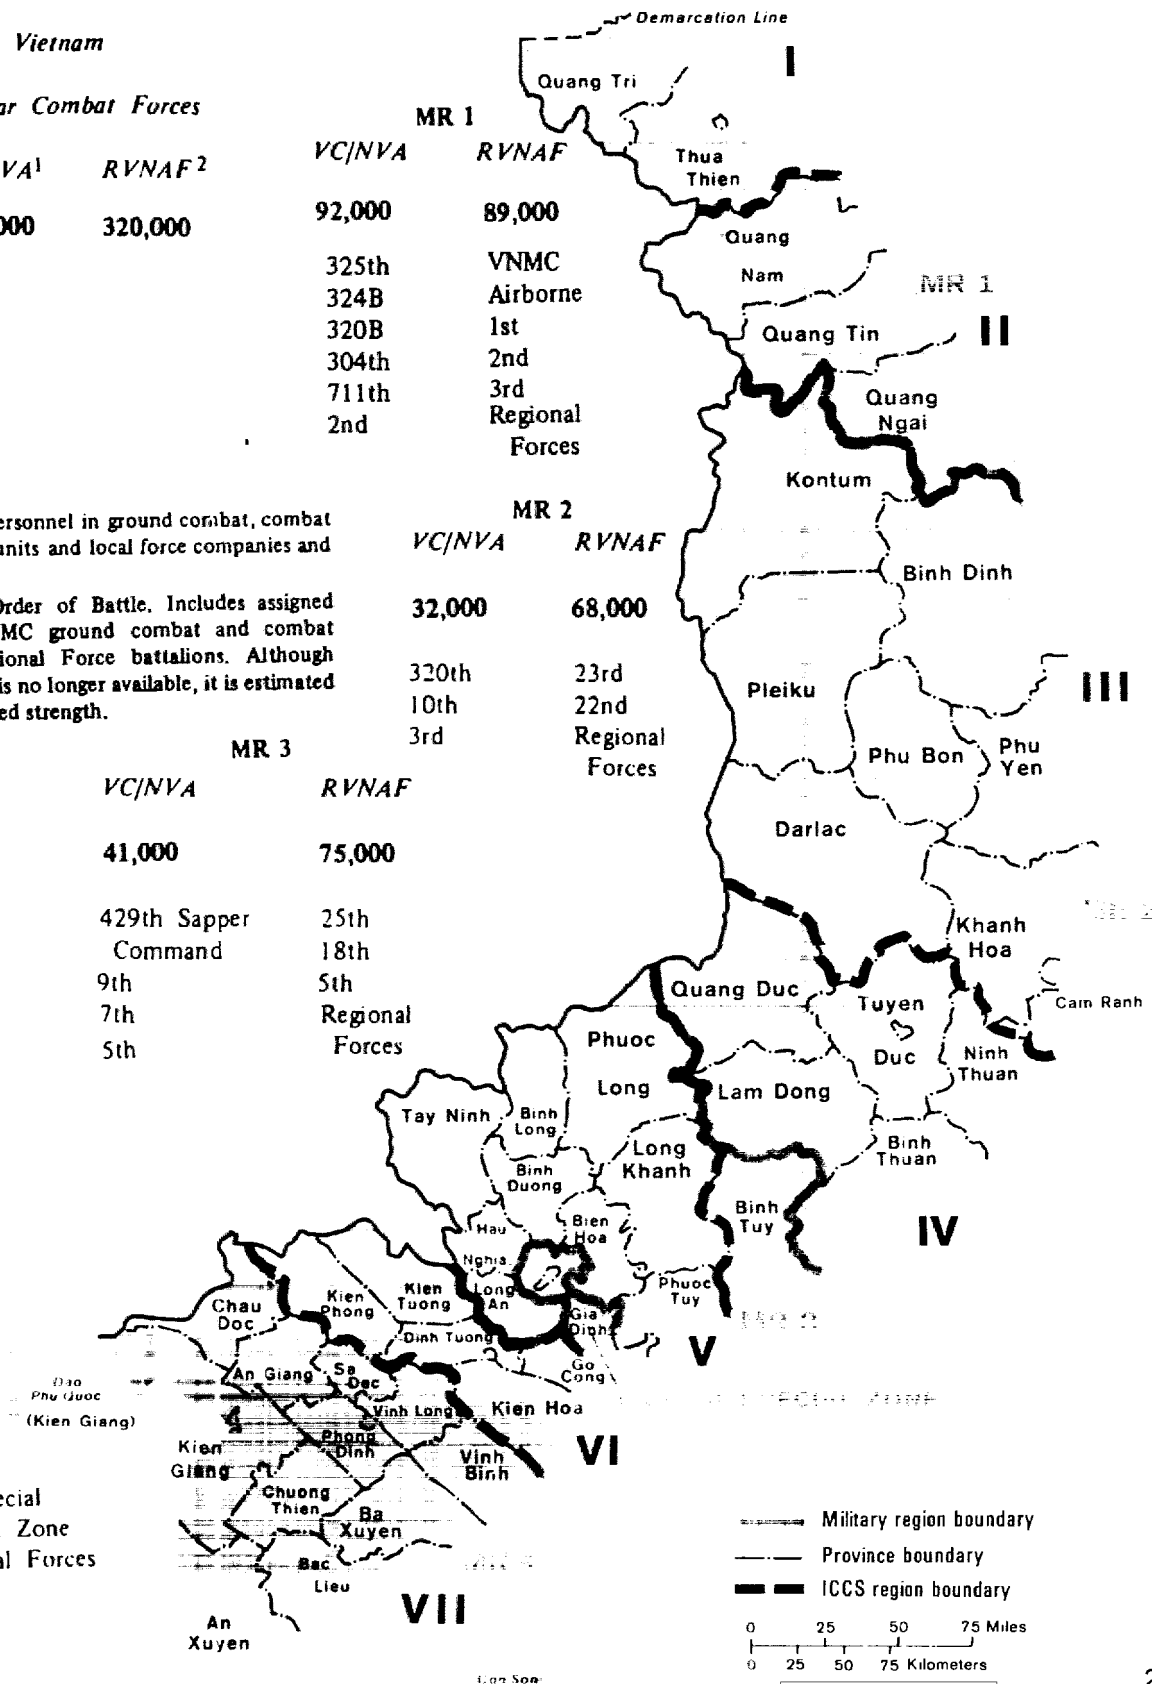 Vietnam
Combat Forces
RVNAF 2
320,000
MR 1
VC/NVA RVNAF
92,000 89,000
325th VNMC
324B Airborne
320B 1st
304th 2nd
711th 3rd
2nd Regional
Forces
ersonnel in ground combat, combat
units and local force companies and
Order of Battle. Includes assigned
MC ground combat and combat
ional Force battalions. Although
is no longer available, it is estimated
ed strength.
MR 2
VC/NVA RVNAF
32,000 68,000
320th 23rd
10th 22nd
3rd Regional
Forces
MR 3
VC/NVA RVNAF
41,000 75,000
429th Sapper 25th
Command 18th
9th 5th
7th Regional
5th Forces
ecial
Zone
al Forces
Demarcation Line
I
Quang Tri
Thua
Thien
Quang
Nam
MR 1
Quang Tin
II
Quang
Ngai
Kontum
Binh Dinh
Pleiku
III
Phu Bon
Phu
Yen
Darlac
Khanh
Hoa
Quang Duc
Tuyen
Duc
Cam Ranh
Ninh
Thuan
Phuoc
Long
Lam Dong
Tay Ninh
Binh
Long
Long
Khanh
Binh
Thuan
Binh
Duong
Binh
Tuy
IV
Hau
Nghia
Bien
Hoa
Phuoc
Tuy
Chau
Doc
Kien
Phong
Kien
Tuong
Long
An
Gia
Dinh
Dinh Tuong
V
Go
Cong
An Giang
Sa
Dec
Dao
Phu Quoc
(Kien Giang)
Vinh Long
Kien Hoa
Kien
Giang
Phong
Dinh
Vinh
Binh
VI
Chuong
Thien
Ba
Xuyen
Bac
Lieu
VII
An
Xuyen
Con Son
Military region boundary
Province boundary
ICCS region boundary
0 25 50 75 Miles
0 25 50 75 Kilometers